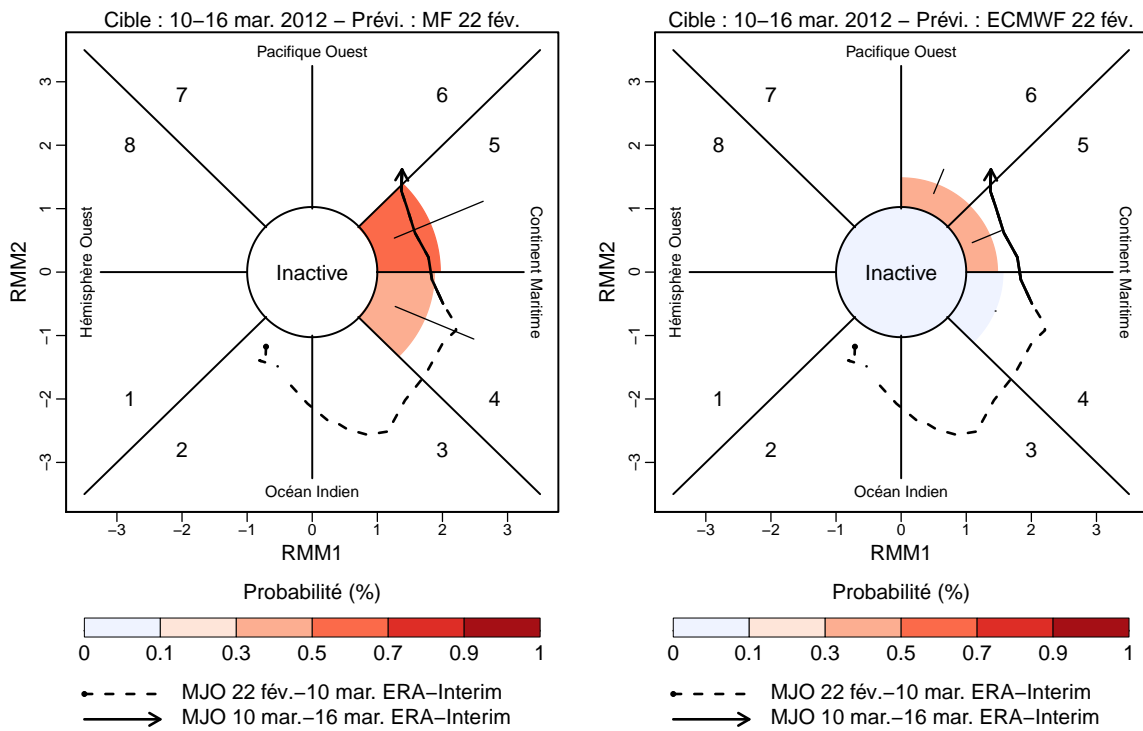 Cible : 10–16 mar. 2012 – Prévi. : MF 22 fév.
Pacifique Ouest
7
6
8
5
Hémisphère Ouest
Inactive
Continent Maritime
1
4
2
3
Océan Indien
RMM2
3
2
1
0
−1
−2
−3
−3 −2 −1 0 1 2 3
RMM1
Probabilité (%)
0 0.1 0.3 0.5 0.7 0.9 1
MJO 22 fév.–10 mar. ERA–Interim
MJO 10 mar.–16 mar. ERA–Interim
Cible : 10–16 mar. 2012 – Prévi. : ECMWF 22 fév.
Pacifique Ouest
7
6
8
5
Hémisphère Ouest
Inactive
Continent Maritime
1
4
2
3
Océan Indien
RMM2
3
2
1
0
−1
−2
−3
−3 −2 −1 0 1 2 3
RMM1
Probabilité (%)
0 0.1 0.3 0.5 0.7 0.9 1
MJO 22 fév.–10 mar. ERA–Interim
MJO 10 mar.–16 mar. ERA–Interim